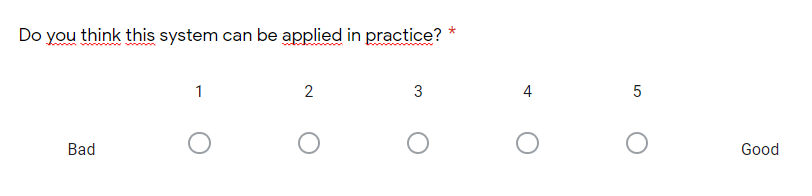 Do you think this system can be applied in practice? *
1 2 3 4 5
Bad Good